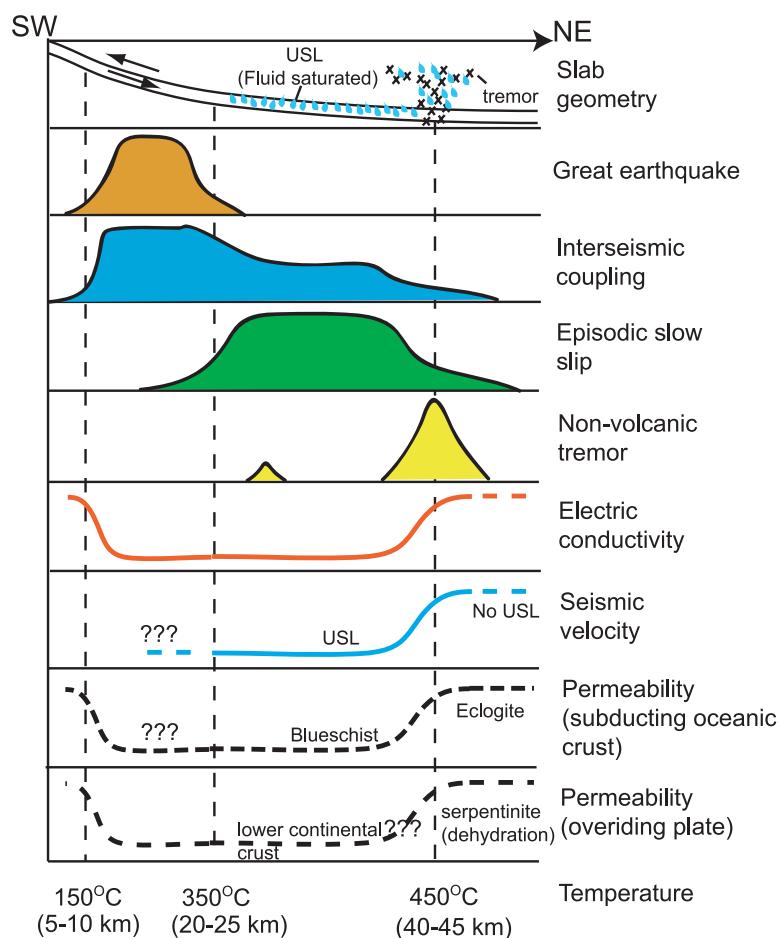 SW
NE
USL
(Fluid saturated)
tremor
Slab
geometry
Great earthquake
Interseismic
coupling
Episodic slow
slip
Non-volcanic
tremor
Electric
conductivity
???
USL
No USL
Seismic
velocity
???
Blueschist
Eclogite
Permeability
(subducting oceanic
crust)
lower continental
crust
???
serpentinite
(dehydration)
Permeability
(overiding plate)
150°C
(5-10 km)
350°C
(20-25 km)
450°C
(40-45 km)
Temperature